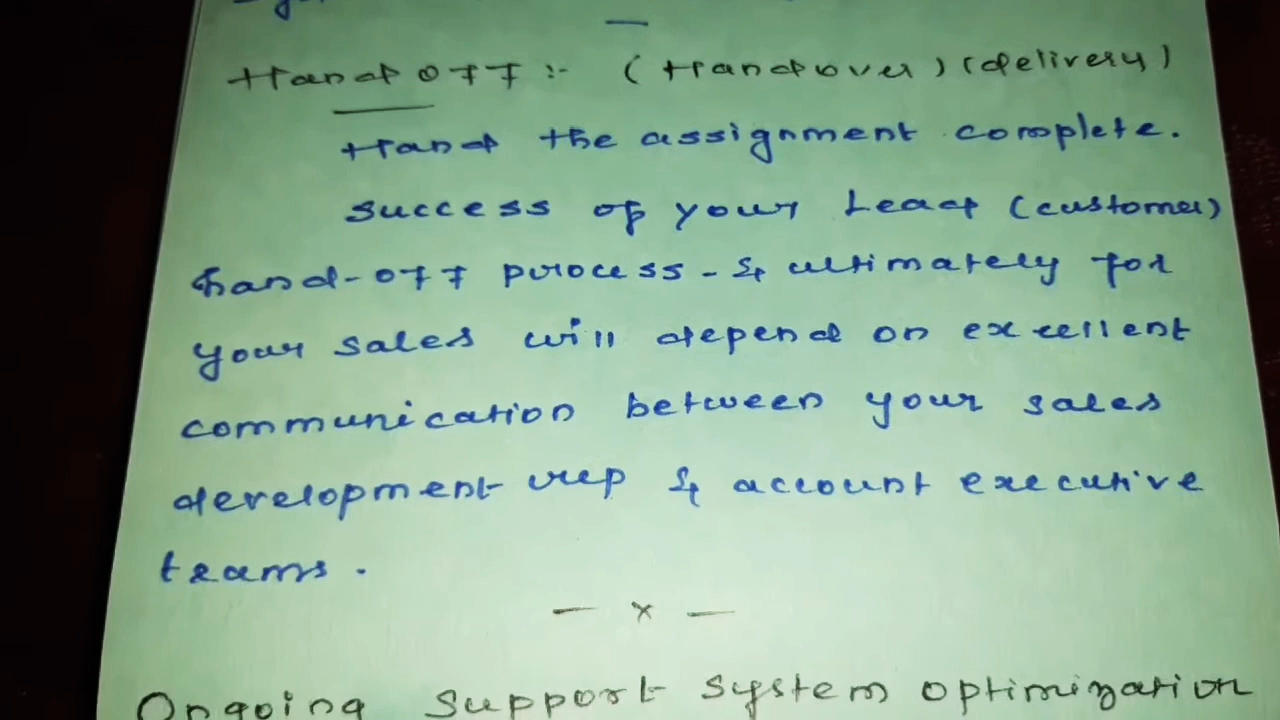 Hand off :- (Handover) (delivery)
Hand the assignment complete.
Success of your Lead (customer)
hand-off process - & ultimately for
your sales will depend on excellent
communication between your sales
development rep & account executive
teams.
— x —
Ongoing support system optimization